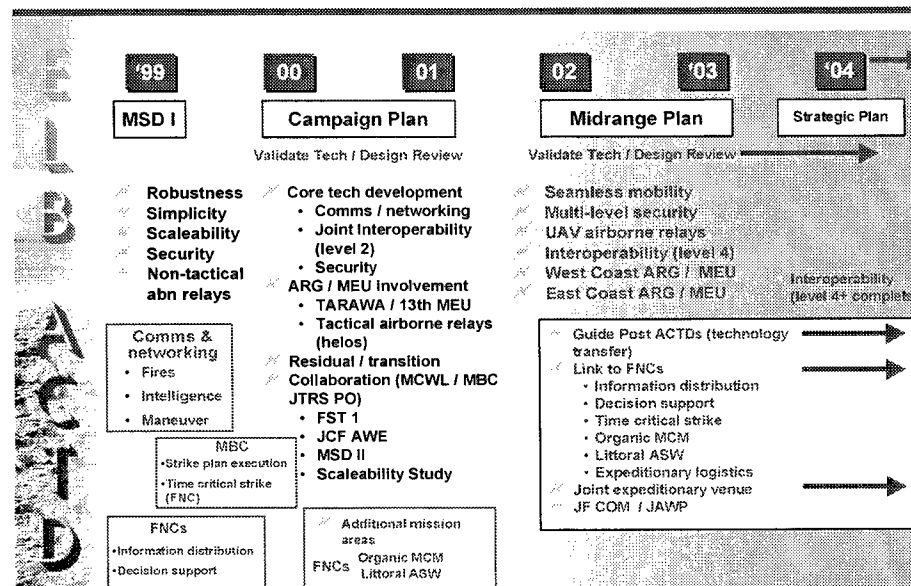 ELB ACTD
'99
00
01
02
'03
'04
MSD I
Campaign Plan
Midrange Plan
Strategic Plan
Validate Tech / Design Review
Validate Tech / Design Review
Robustness
Simplicity
Scaleability
Security
Non-tactical
abn relays
Core tech development
• Comms / networking
• Joint Interoperability
(level 2)
• Security
ARG / MEU involvement
• TARAWA / 13th MEU
• Tactical airborne relays
(helos)
Residual / transition
Collaboration (MCWL / MBC
JTRS PO)
• FST 1
• JCF AWE
• MSD II
• Scaleability Study
Seamless mobility
Multi-level security
UAV airborne relays
Interoperability (level 4)
West Coast ARG / MEU
East Coast ARG / MEU
Interoperability
(level 4+ complete
Comms &
networking
• Fires
• Intelligence
• Maneuver
MBC
•Strike plan execution
•Time critical strike
(FNC)
FNCs
•Information distribution
•Decision support
Additional mission
areas
FNCs Organic MCM
Littoral ASW
Guide Post ACTDs (technology
transfer)
Link to FNCs
• Information distribution
• Decision support
• Time critical strike
• Organic MCM
• Littoral ASW
• Expeditionary logistics
Joint expeditionary venue
JF COM / JAWP